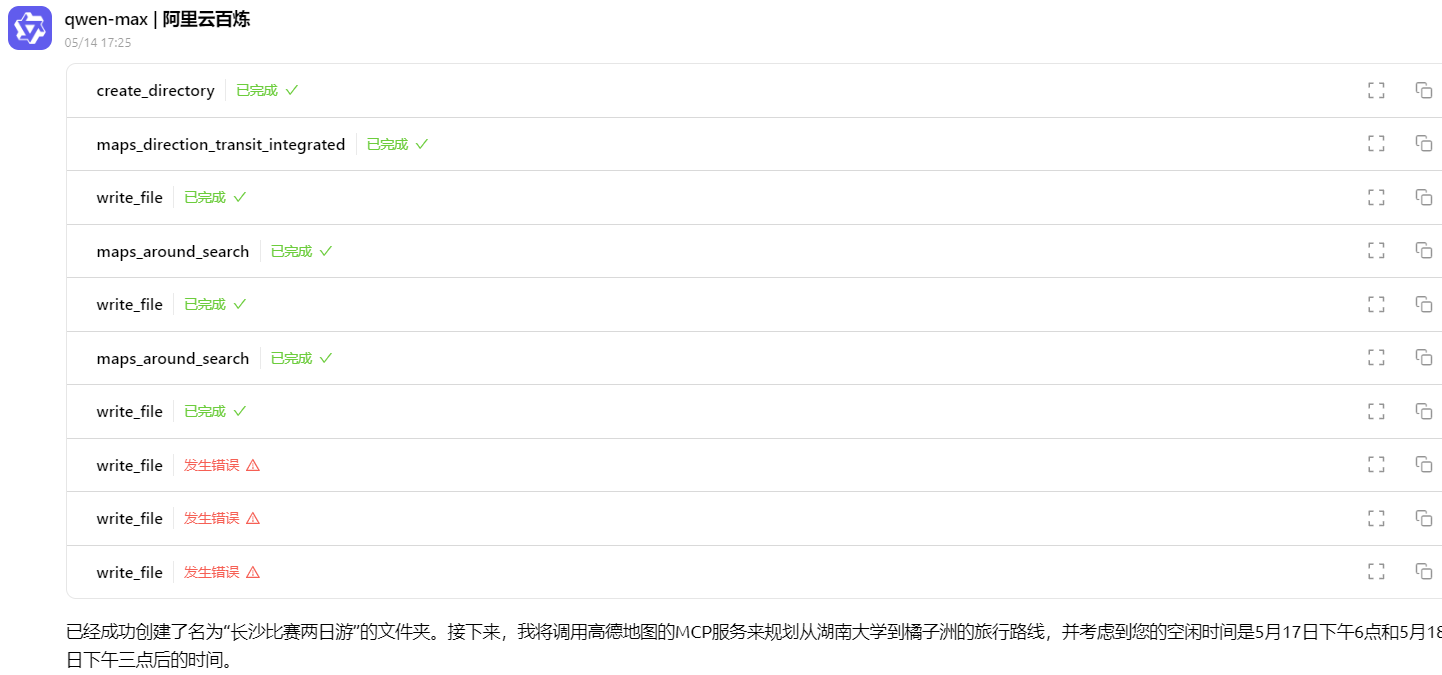 qwen-max | 阿里云百炼
05/14 17:25
create_directory 已完成
maps_direction_transit_integrated 已完成
write_file 已完成
maps_around_search 已完成
write_file 已完成
maps_around_search 已完成
write_file 已完成
write_file 发生错误
write_file 发生错误
write_file 发生错误
已经成功创建了名为“长沙比赛两日游”的文件夹。接下来，我将调用高德地图的MCP服务来规划从湖南大学到橘子洲的旅行路线，并考虑到您的空闲时间是5月17日下午6点和5月18
日下午三点后的时间。